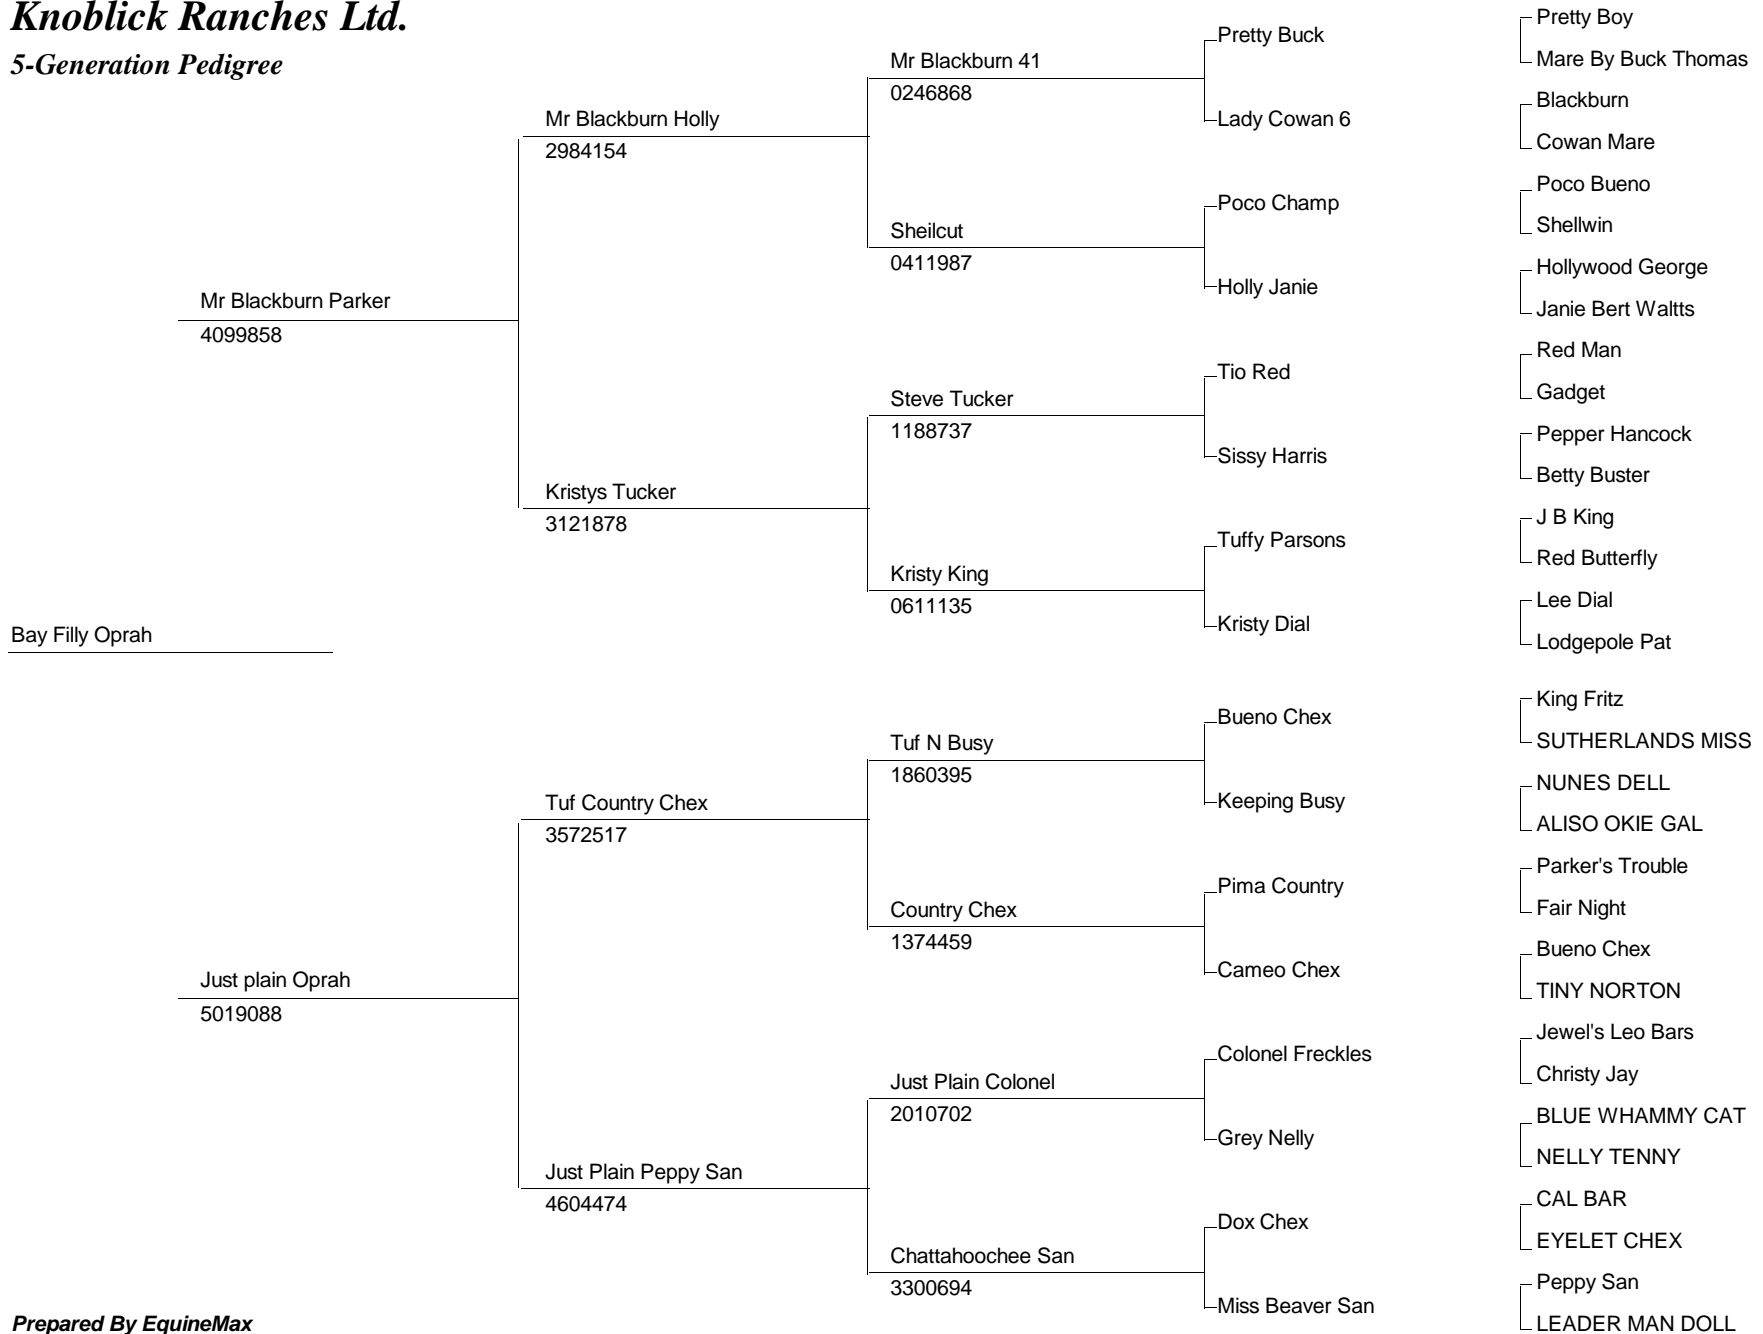 Knoblick Ranches Ltd.
5-Generation Pedigree
Bay Filly Oprah
Mr Blackburn Parker
4099858
Just plain Oprah
5019088
Mr Blackburn Holly
2984154
Kristys Tucker
3121878
Tuf Country Chex
3572517
Just Plain Peppy San
4604474
Mr Blackburn 41
0246868
Sheilcut
0411987
Steve Tucker
1188737
Kristy King
0611135
Tuf N Busy
1860395
Country Chex
1374459
Just Plain Colonel
2010702
Chattahoochee San
3300694
Pretty Buck
Lady Cowan 6
Poco Champ
Holly Janie
Tio Red
Sissy Harris
Tuffy Parsons
Kristy Dial
Bueno Chex
Keeping Busy
Pima Country
Cameo Chex
Colonel Freckles
Grey Nelly
Dox Chex
Miss Beaver San
Pretty Boy
Mare By Buck Thomas
Blackburn
Cowan Mare
Poco Bueno
Shellwin
Hollywood George
Janie Bert Waltts
Red Man
Gadget
Pepper Hancock
Betty Buster
J B King
Red Butterfly
Lee Dial
Lodgepole Pat
King Fritz
SUTHERLANDS MISS
NUNES DELL
ALISO OKIE GAL
Parker's Trouble
Fair Night
Bueno Chex
TINY NORTON
Jewel's Leo Bars
Christy Jay
BLUE WHAMMY CAT
NELLY TENNY
CAL BAR
EYELET CHEX
Peppy San
LEADER MAN DOLL
Prepared By EquineMax